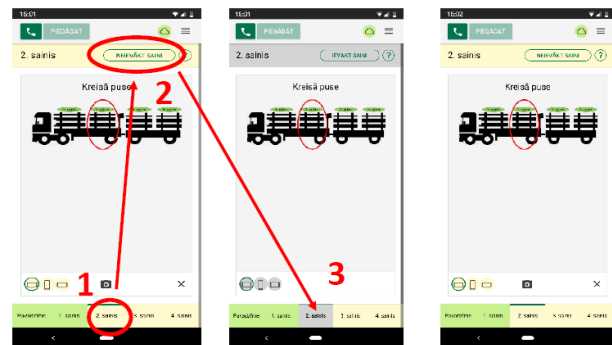 15:01
PIEGĀDĀT
2. sainis
NEIEVĀKT SAINI
?
Kreisā puse
1
2
Pavadzīme 1. sainis 2. sainis 3. sainis 4. sainis
15:01
PIEGĀDĀT
2. sainis
IEVĀKT SAINI
?
Kreisā puse
3
Pavadzīme 1. sainis 2. sainis 3. sainis 4. sainis
15:02
PIEGĀDĀT
2. sainis
NEIEVĀKT SAINI
?
Kreisā puse
Pavadzīme 1. sainis 2. sainis 3. sainis 4. sainis